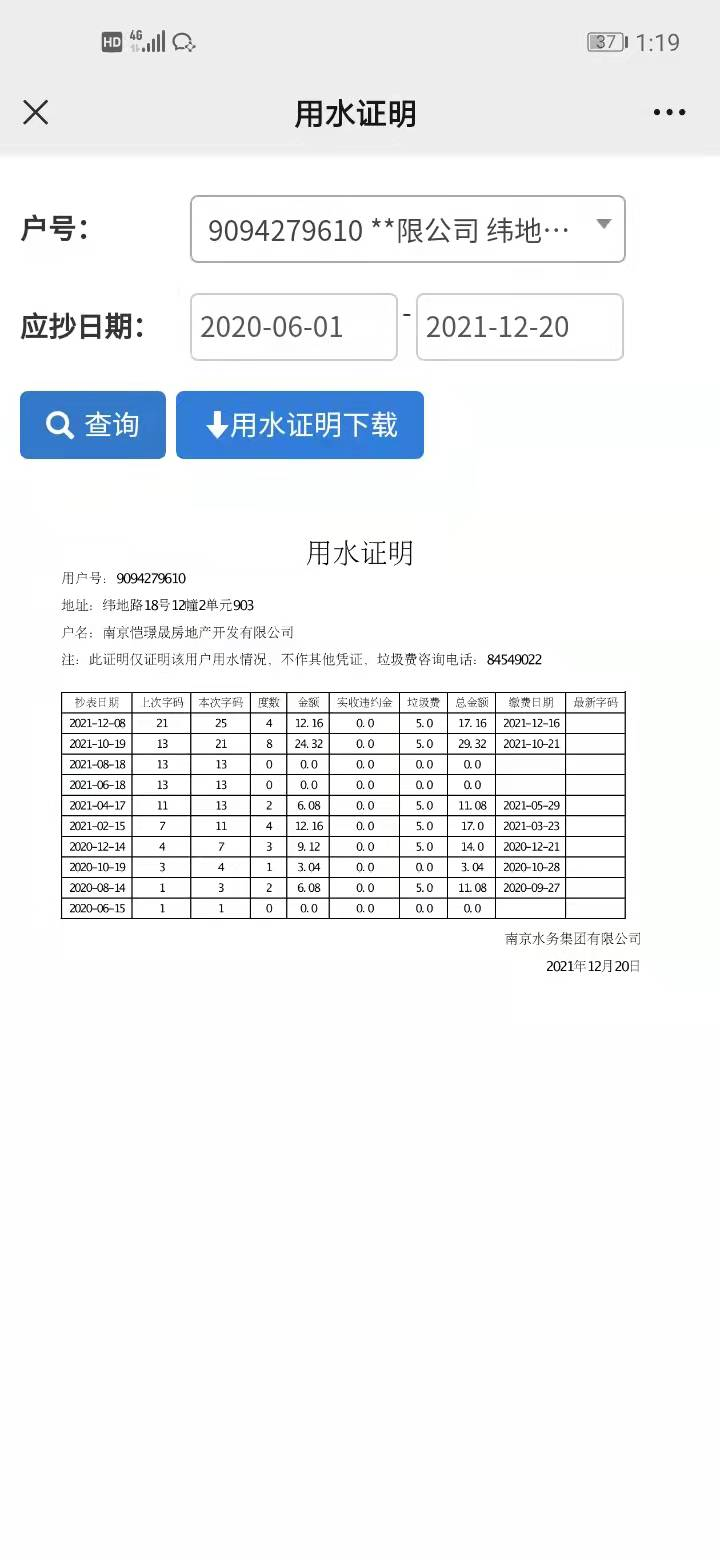 HD 4G 37 1:19
用水证明
户号： 9094279610 **限公司 纬地…
应抄日期： 2020-06-01 - 2021-12-20
查询 用水证明下载
用水证明
用户号：9094279610
地址：纬地路18号12幢2单元903
户名：南京恺璟晟房地产开发有限公司
注：此证明仅证明该用户用水情况，不作其他凭证，垃圾费咨询电话：84549022
抄表日期 上次字码 本次字码 度数 金额 实收违约金 垃圾费 总金额 缴费日期 最新字码
2021-12-08 21 25 4 12.16 0.0 5.0 17.16 2021-12-16
2021-10-19 13 21 8 24.32 0.0 5.0 29.32 2021-10-21
2021-08-18 13 13 0 0.0 0.0 0.0 0.0
2021-06-18 13 13 0 0.0 0.0 0.0 0.0
2021-04-17 11 13 2 6.08 0.0 5.0 11.08 2021-05-29
2021-02-15 7 11 4 12.16 0.0 5.0 17.0 2021-03-23
2020-12-14 4 7 3 9.12 0.0 5.0 14.0 2020-12-21
2020-10-19 3 4 1 3.04 0.0 0.0 3.04 2020-10-28
2020-08-14 1 3 2 6.08 0.0 5.0 11.08 2020-09-27
2020-06-15 1 1 0 0.0 0.0 0.0 0.0
南京水务集团有限公司
2021年12月20日